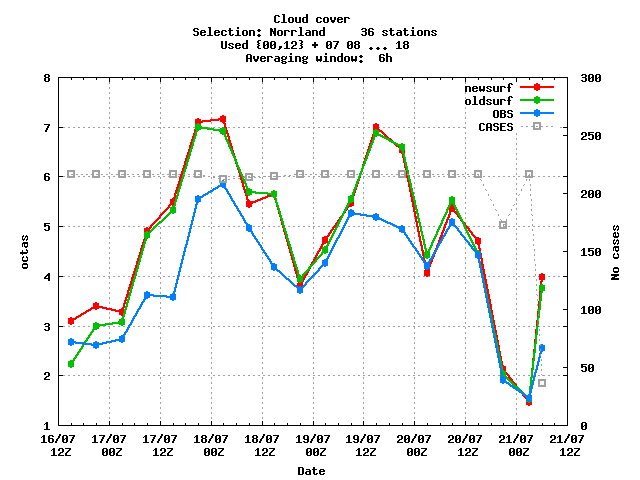 Cloud cover
Selection: Norrland     36 stations
Used {00,12} + 07 08 ... 18
Averaging window:  6h
newsurf
oldsurf
OBS
CASES
8
7
6
5
4
3
2
1
octas
300
250
200
150
100
50
0
No cases
16/07 17/07 17/07 18/07 18/07 19/07 19/07 20/07 20/07 21/07 21/07
12Z 00Z 12Z 00Z 12Z 00Z 12Z 00Z 12Z 00Z 12Z
Date